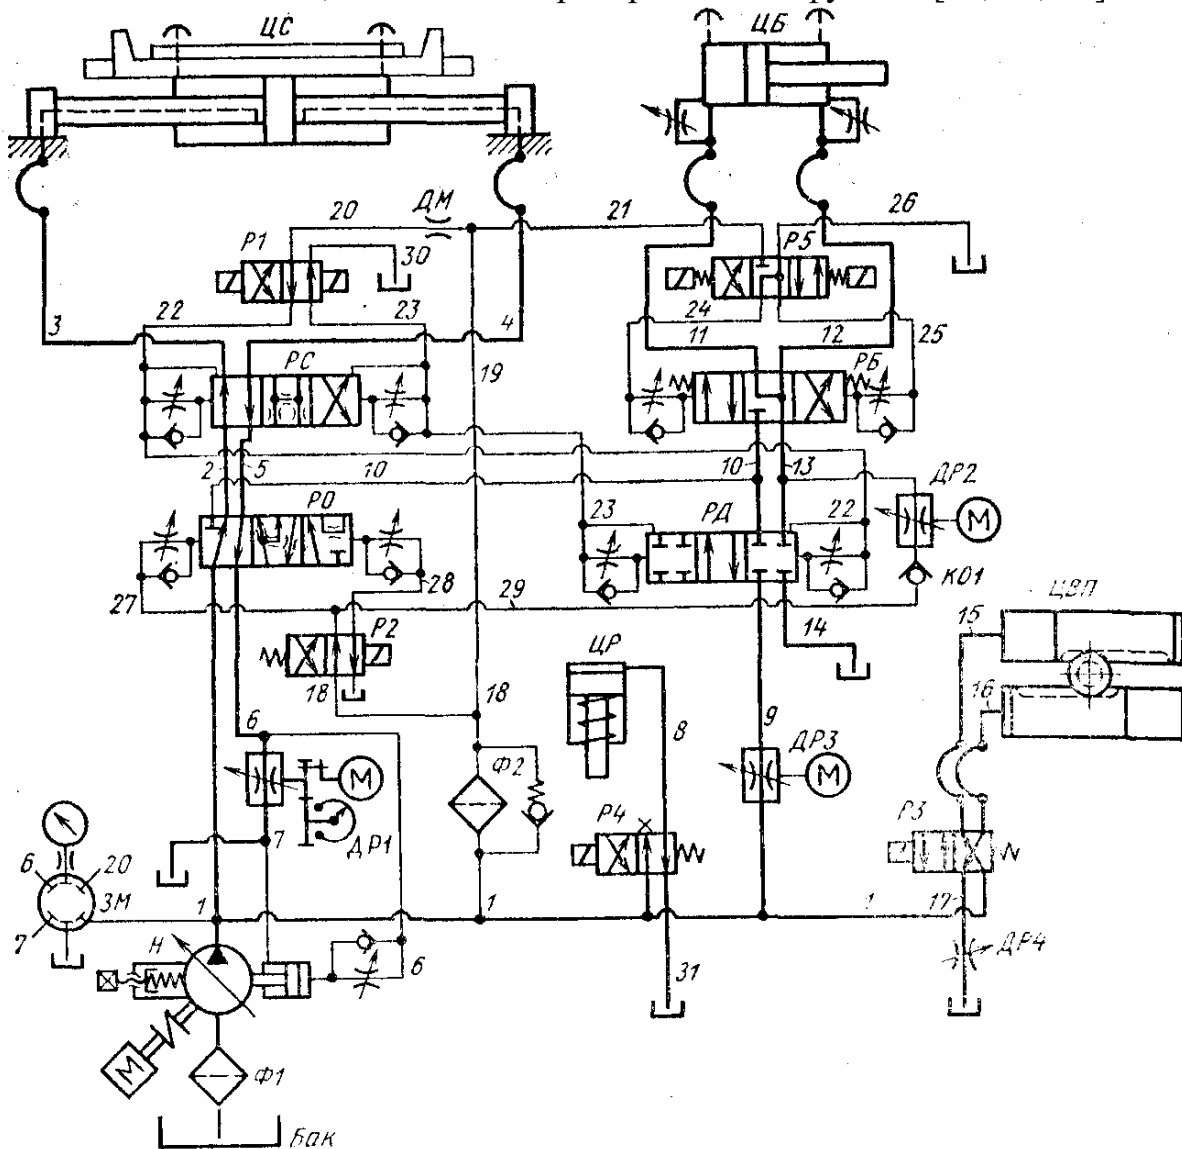 ЦС ЦБ
20 ДМ 21 26
Р1 Р5
30
22 23 24
3 4 11 12 25
РС 19 РБ
2 5 10 10 13 ДР2
РО 23 РД 22 М
27 28 29 КО1
Р2 14 15 ЦВП
18 ЦР 16
6 18 8 9 ДР3
М Ф2 М
7 ДР1 Р4 Р3
6 20
ЗМ 1 1 1 17
7 Н 6 31 ДР4
М Ф1
Бак